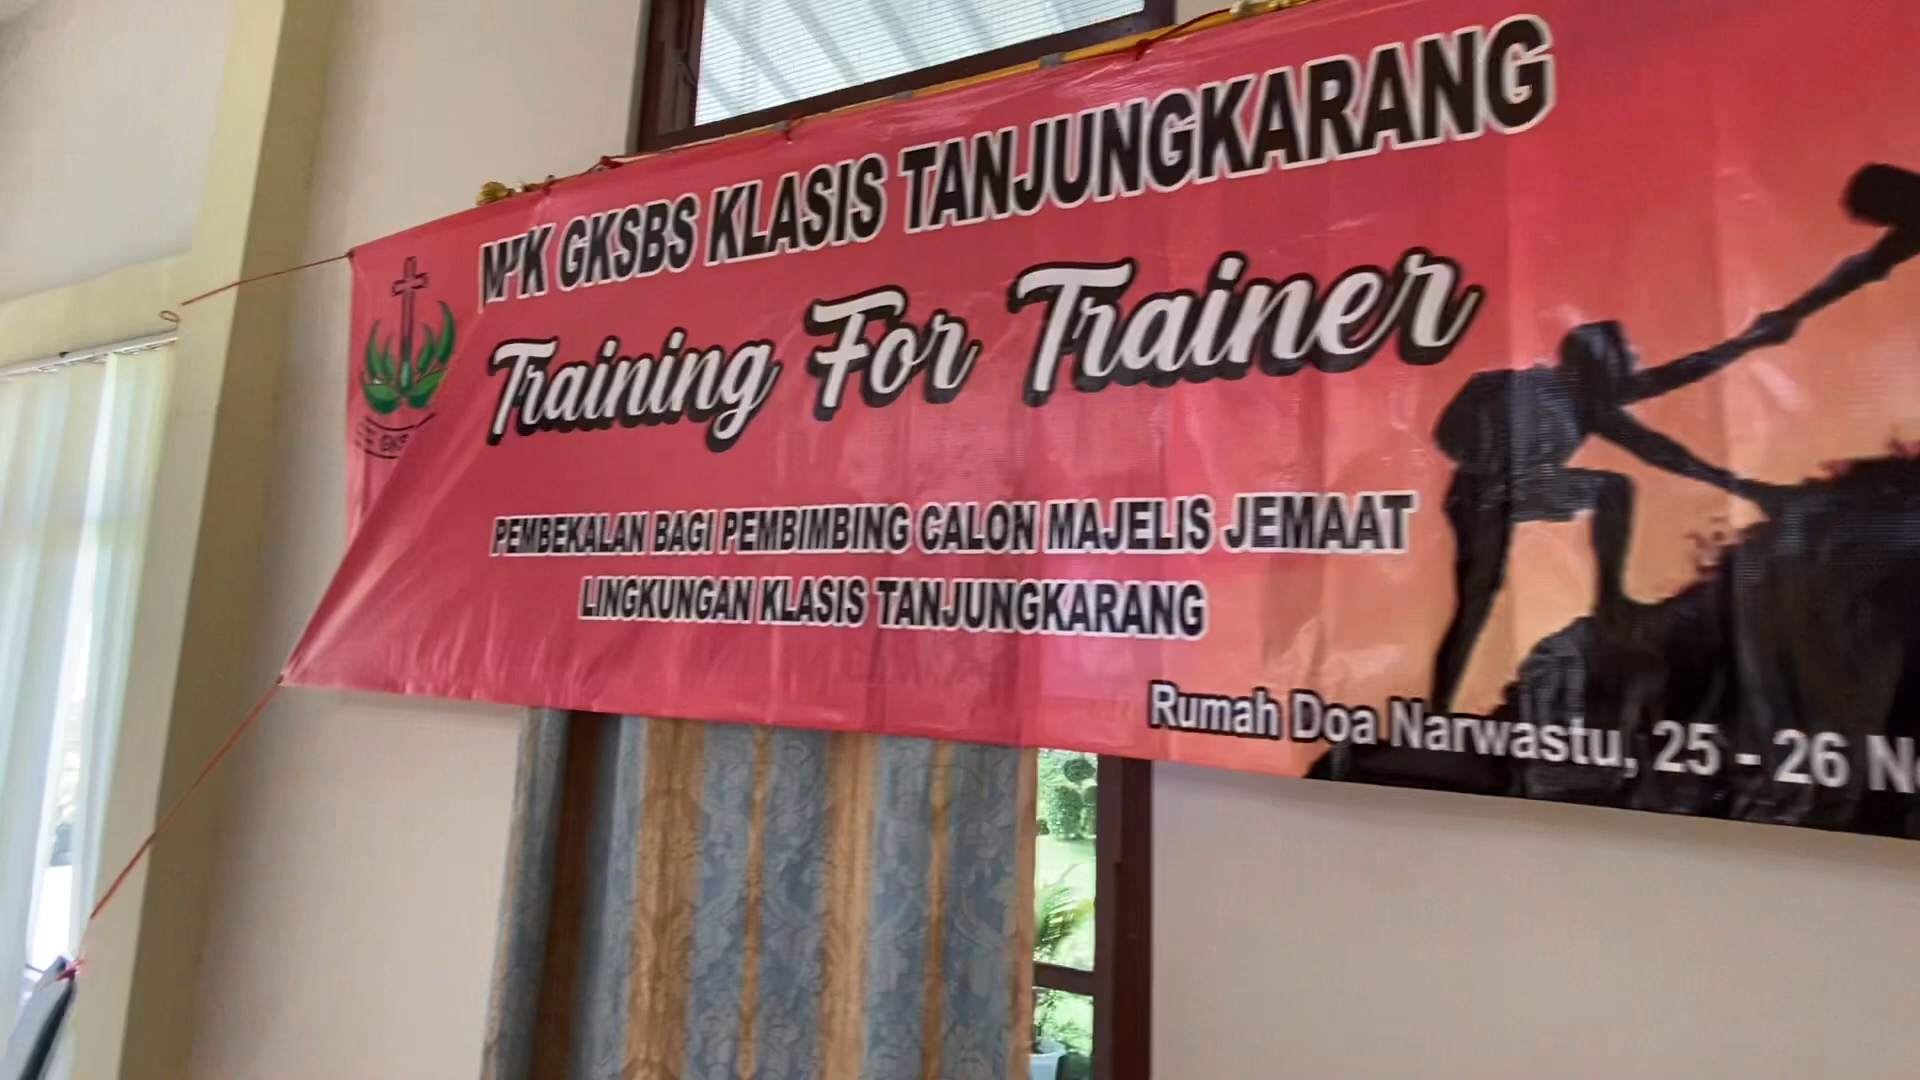 GKSBS KLASIS TANJUNGKARANG
Training For Trainer
PEMBEKALAN BAGI PEMBIMBING CALON MAJELIS JEMAAT
LINGKUNGAN KLASIS TANJUNGKARANG
Rumah Doa Narwastu, 25 - 26